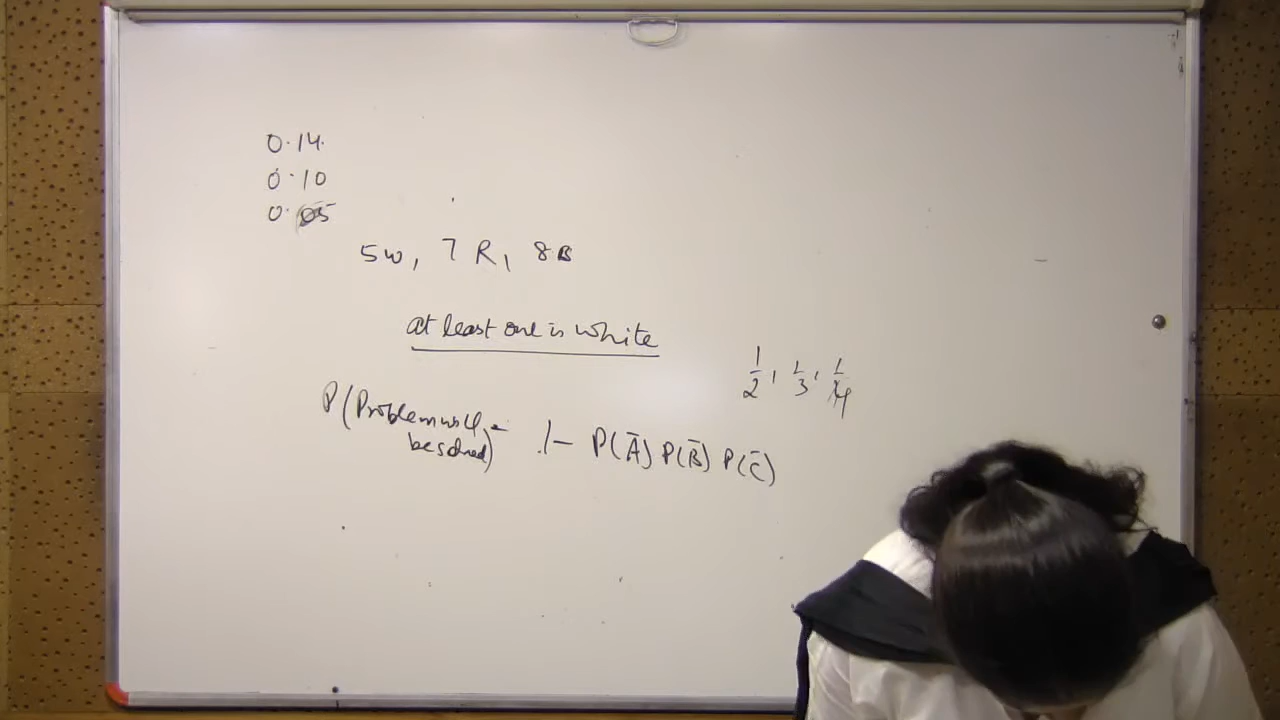 0.14.
0.10
0.05
5W, 7 R, 8B
at least one is white
1/2, 1/3, 1/4
P(Problem will be solved) = 1 - P(Ā) P(B̄) P(C̄)